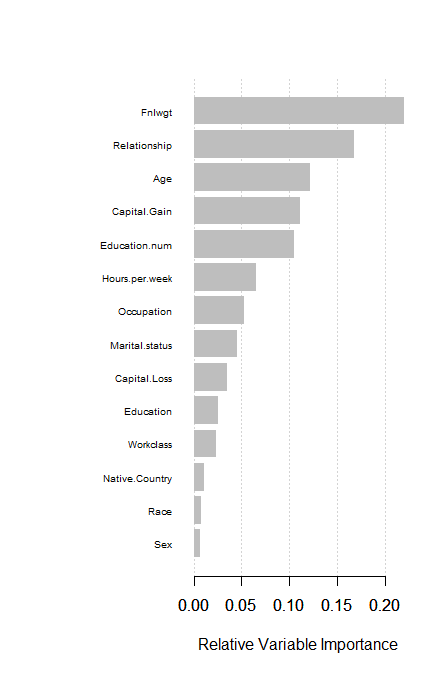 Fnlwgt
Relationship
Age
Capital.Gain
Education.num
Hours.per.week
Occupation
Marital.status
Capital.Loss
Education
Workclass
Native.Country
Race
Sex
0.00 0.05 0.10 0.15 0.20
Relative Variable Importance